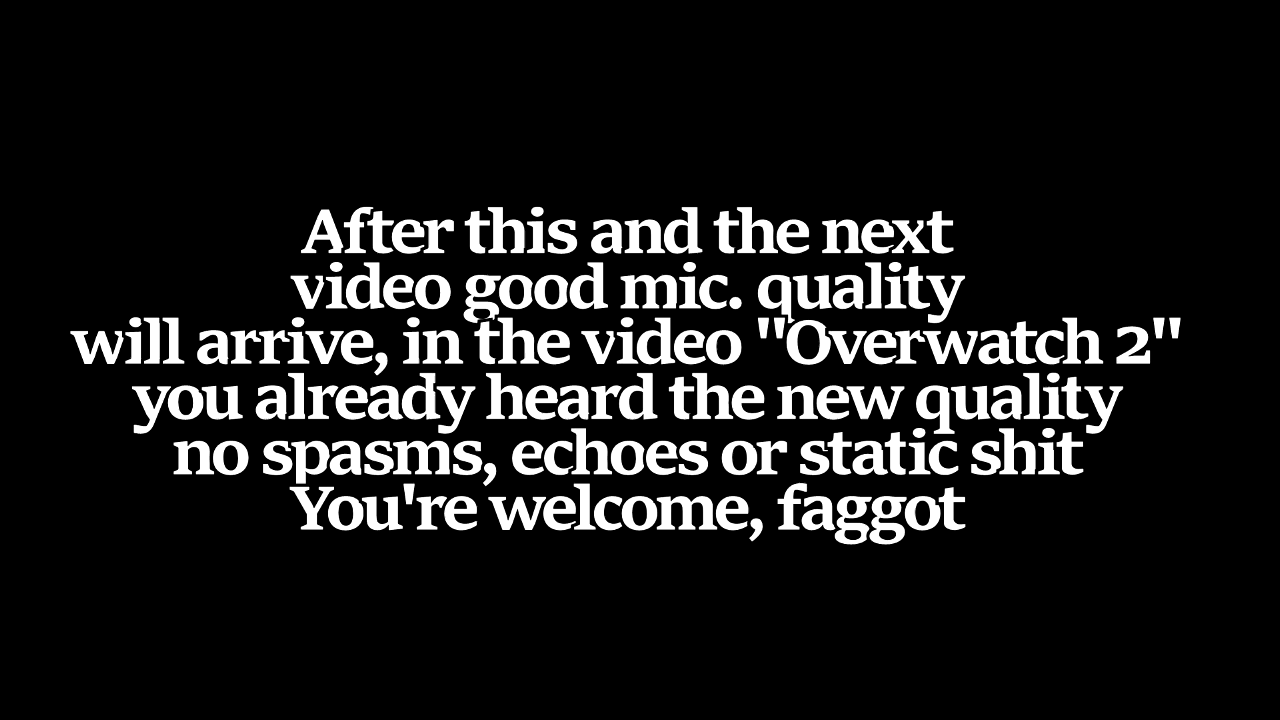 After this and the next
video good mic. quality
will arrive, in the video "Overwatch 2"
you already heard the new quality
no spasms, echoes or static shit
You're welcome, faggot